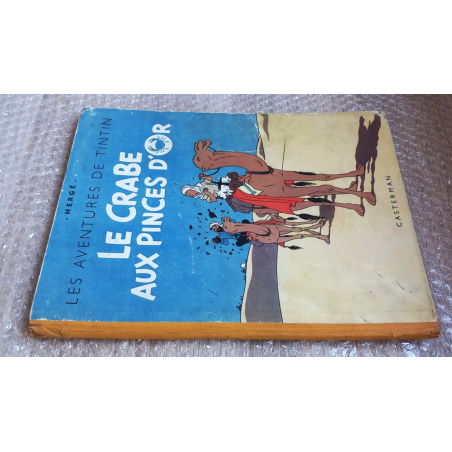 - HERGÉ -
LES AVENTURES DE TINTIN
LE CRABE
AUX PINCES D'OR
CASTERMAN